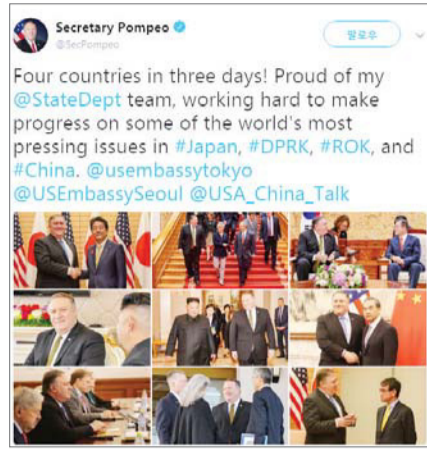 Secretary Pompeo
@SecPompeo
팔로우
Four countries in three days! Proud of my
@StateDept team, working hard to make
progress on some of the world's most
pressing issues in #Japan, #DPRK, #ROK, and
#China. @usembassytokyo
@USEmbassySeoul @USA_China_Talk